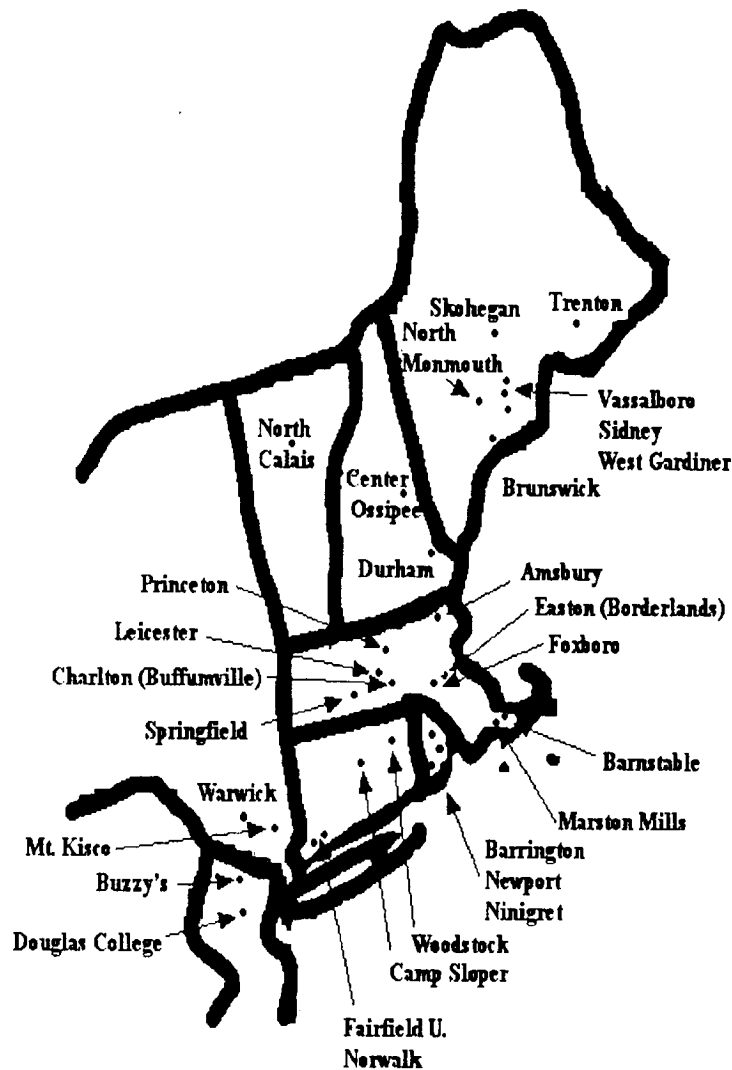 Skohegan
Trenton
North
Monmouth
Vassalboro
Sidney
West Gardiner
North
Calais
Center
Ossipee
Brunswick
Durham
Amsbury
Princeton
Easton (Borderlands)
Leicester
Foxboro
Charlton (Buffumville)
Springfield
Barnstable
Warwick
Marston Mills
Mt. Kisco
Barrington
Newport
Ninigret
Buzzy's
Douglas College
Woodstock
Camp Sloper
Fairfield U.
Norwalk